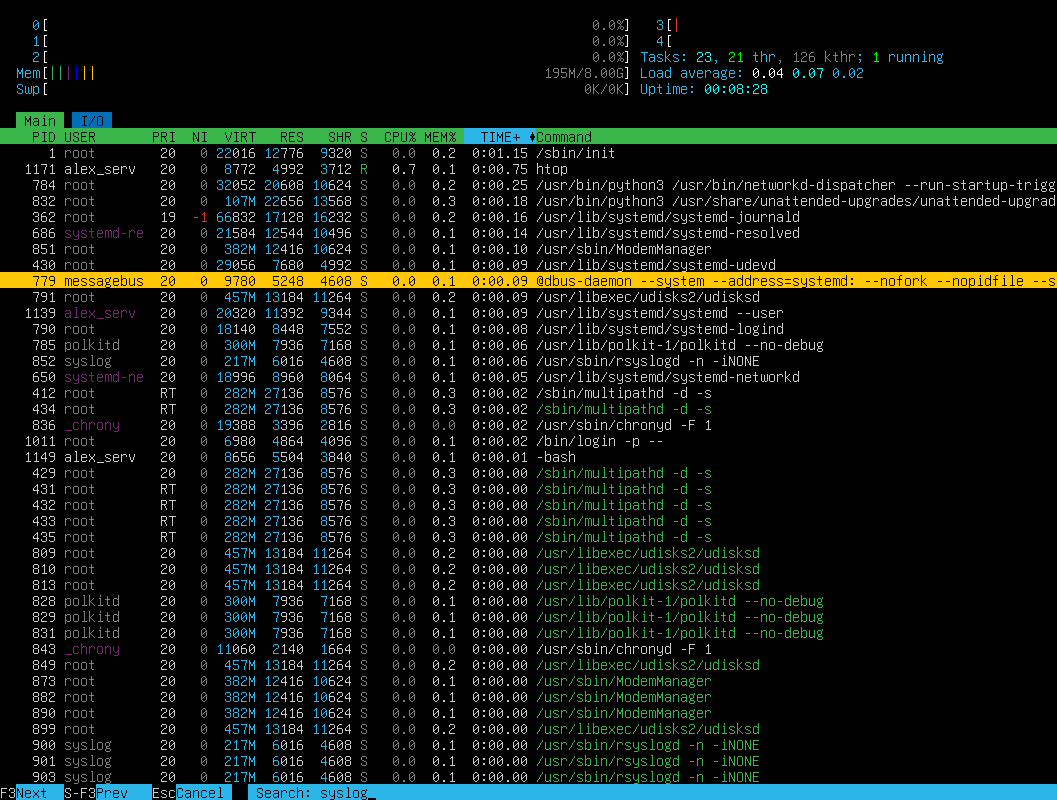 0[ 0.0%] 3[|
1[ 0.0%] 4[
2[ 0.0%] Tasks: 23, 21 thr, 126 kthr; 1 running
Mem[|||||| 195M/8.00G] Load average: 0.04 0.07 0.02
Swp[ 0K/0K] Uptime: 00:08:28
Main I/O
PID USER PRI NI VIRT RES SHR S CPU% MEM% TIME+ Command
1 root 20 0 22016 12776 9320 S 0.0 0.2 0:01.15 /sbin/init
1171 alex_serv 20 0 8772 4992 3712 R 0.7 0.1 0:00.75 htop
784 root 20 0 32052 20608 10624 S 0.0 0.2 0:00.25 /usr/bin/python3 /usr/bin/networkd-dispatcher --run-startup-trigg
832 root 20 0 107M 22656 13568 S 0.0 0.3 0:00.18 /usr/bin/python3 /usr/share/unattended-upgrades/unattended-upgrad
362 root 19 -1 66832 17128 16232 S 0.0 0.2 0:00.16 /usr/lib/systemd/systemd-journald
686 systemd-re 20 0 21584 12544 10496 S 0.0 0.1 0:00.14 /usr/lib/systemd/systemd-resolved
851 root 20 0 382M 12416 10624 S 0.0 0.1 0:00.10 /usr/sbin/ModemManager
430 root 20 0 29056 7680 4992 S 0.0 0.1 0:00.09 /usr/lib/systemd/systemd-udevd
779 messagebus 20 0 9780 5248 4608 S 0.0 0.1 0:00.09 @dbus-daemon --system --address=systemd: --nofork --nopidfile --s
791 root 20 0 457M 13184 11264 S 0.0 0.2 0:00.09 /usr/libexec/udisks2/udisksd
1139 alex_serv 20 0 20320 11392 9344 S 0.0 0.1 0:00.09 /usr/lib/systemd/systemd --user
790 root 20 0 18140 8448 7552 S 0.0 0.1 0:00.08 /usr/lib/systemd/systemd-logind
785 polkitd 20 0 300M 7936 7168 S 0.0 0.1 0:00.06 /usr/lib/polkit-1/polkitd --no-debug
852 syslog 20 0 217M 6016 4608 S 0.0 0.1 0:00.06 /usr/sbin/rsyslogd -n -iNONE
650 systemd-ne 20 0 18996 8960 8064 S 0.0 0.1 0:00.05 /usr/lib/systemd/systemd-networkd
412 root RT 0 282M 27136 8576 S 0.0 0.3 0:00.02 /sbin/multipathd -d -s
434 root RT 0 282M 27136 8576 S 0.0 0.3 0:00.02 /sbin/multipathd -d -s
836 _chrony 20 0 19388 3396 2816 S 0.0 0.0 0:00.02 /usr/sbin/chronyd -F 1
1011 root 20 0 6980 4864 4096 S 0.0 0.1 0:00.02 /bin/login -p --
1149 alex_serv 20 0 8656 5504 3840 S 0.0 0.1 0:00.01 -bash
429 root 20 0 282M 27136 8576 S 0.0 0.3 0:00.00 /sbin/multipathd -d -s
431 root RT 0 282M 27136 8576 S 0.0 0.3 0:00.00 /sbin/multipathd -d -s
432 root RT 0 282M 27136 8576 S 0.0 0.3 0:00.00 /sbin/multipathd -d -s
433 root RT 0 282M 27136 8576 S 0.0 0.3 0:00.00 /sbin/multipathd -d -s
435 root RT 0 282M 27136 8576 S 0.0 0.3 0:00.00 /sbin/multipathd -d -s
809 root 20 0 457M 13184 11264 S 0.0 0.2 0:00.00 /usr/libexec/udisks2/udisksd
810 root 20 0 457M 13184 11264 S 0.0 0.2 0:00.00 /usr/libexec/udisks2/udisksd
813 root 20 0 457M 13184 11264 S 0.0 0.2 0:00.00 /usr/libexec/udisks2/udisksd
828 polkitd 20 0 300M 7936 7168 S 0.0 0.1 0:00.00 /usr/lib/polkit-1/polkitd --no-debug
829 polkitd 20 0 300M 7936 7168 S 0.0 0.1 0:00.00 /usr/lib/polkit-1/polkitd --no-debug
831 polkitd 20 0 300M 7936 7168 S 0.0 0.1 0:00.00 /usr/lib/polkit-1/polkitd --no-debug
843 _chrony 20 0 11060 2140 1664 S 0.0 0.0 0:00.00 /usr/sbin/chronyd -F 1
849 root 20 0 457M 13184 11264 S 0.0 0.2 0:00.00 /usr/libexec/udisks2/udisksd
873 root 20 0 382M 12416 10624 S 0.0 0.1 0:00.00 /usr/sbin/ModemManager
882 root 20 0 382M 12416 10624 S 0.0 0.1 0:00.00 /usr/sbin/ModemManager
890 root 20 0 382M 12416 10624 S 0.0 0.1 0:00.00 /usr/sbin/ModemManager
899 root 20 0 457M 13184 11264 S 0.0 0.2 0:00.00 /usr/libexec/udisks2/udisksd
900 syslog 20 0 217M 6016 4608 S 0.0 0.1 0:00.00 /usr/sbin/rsyslogd -n -iNONE
901 syslog 20 0 217M 6016 4608 S 0.0 0.1 0:00.00 /usr/sbin/rsyslogd -n -iNONE
903 syslog 20 0 217M 6016 4608 S 0.0 0.1 0:00.00 /usr/sbin/rsyslogd -n -iNONE
F3Next S-F3Prev EscCancel Search: syslog_